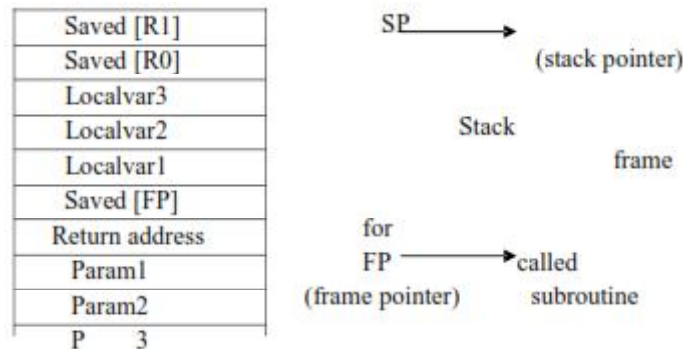 Saved [R1]
Saved [R0]
Localvar3
Localvar2
Localvar1
Saved [FP]
Return address
Param1
Param2
P 3
SP
(stack pointer)
Stack
frame
for
FP called
(frame pointer) subroutine